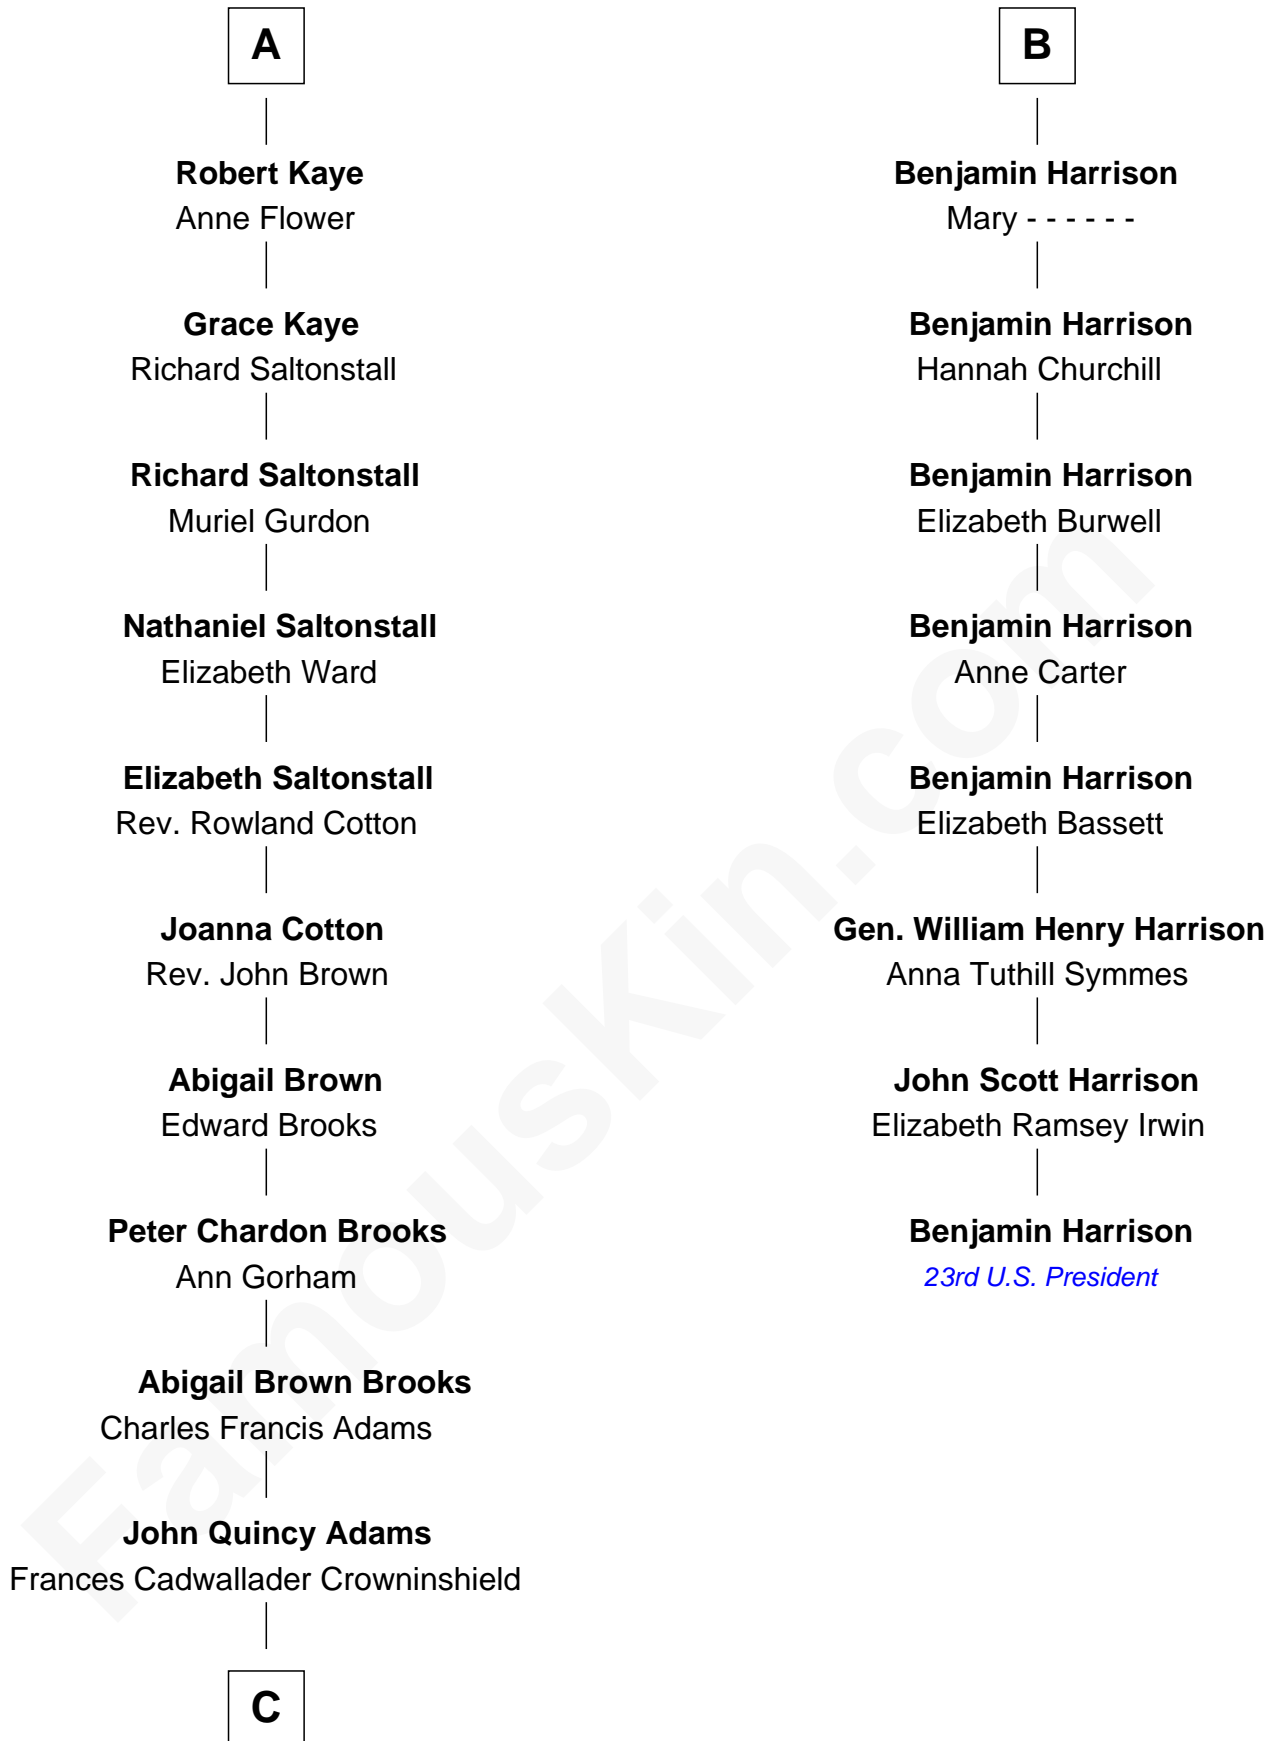 A
Robert Kaye
Anne Flower
Grace Kaye
Richard Saltonstall
Richard Saltonstall
Muriel Gurdon
Nathaniel Saltonstall
Elizabeth Ward
Elizabeth Saltonstall
Rev. Rowland Cotton
Joanna Cotton
Rev. John Brown
Abigail Brown
Edward Brooks
Peter Chardon Brooks
Ann Gorham
Abigail Brown Brooks
Charles Francis Adams
John Quincy Adams
Frances Cadwallader Crowninshield
C
B
Benjamin Harrison
Mary - - - - - -
Benjamin Harrison
Hannah Churchill
Benjamin Harrison
Elizabeth Burwell
Benjamin Harrison
Anne Carter
Benjamin Harrison
Elizabeth Bassett
Gen. William Henry Harrison
Anna Tuthill Symmes
John Scott Harrison
Elizabeth Ramsey Irwin
Benjamin Harrison
23rd U.S. President
FamousKin.com